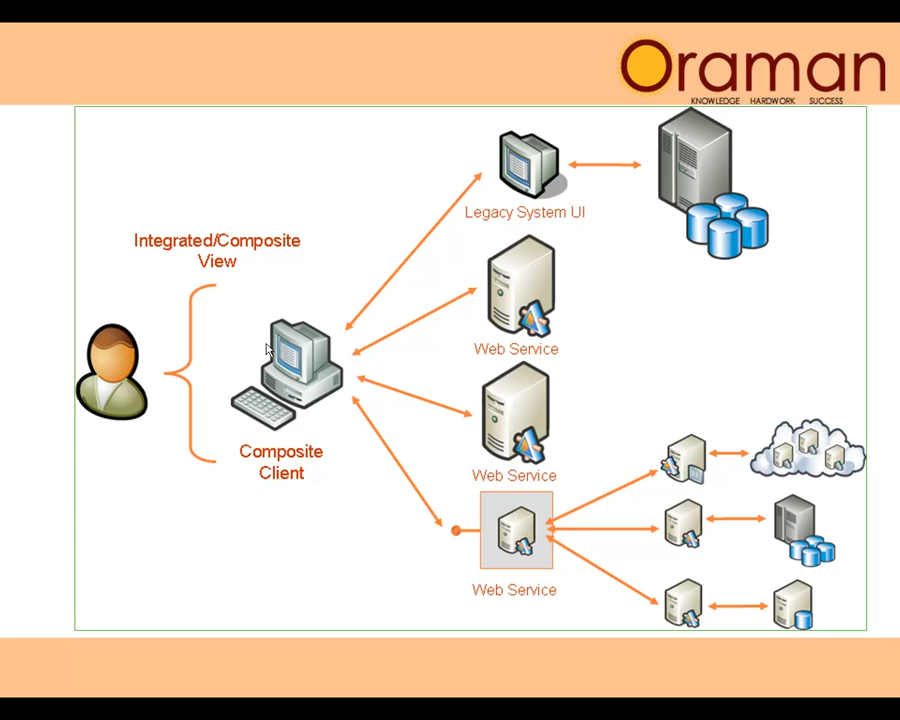 Oraman
KNOWLEDGE HARDWORK SUCCESS
Legacy System UI
Integrated/Composite
View
Web Service
Composite
Client
Web Service
Web Service